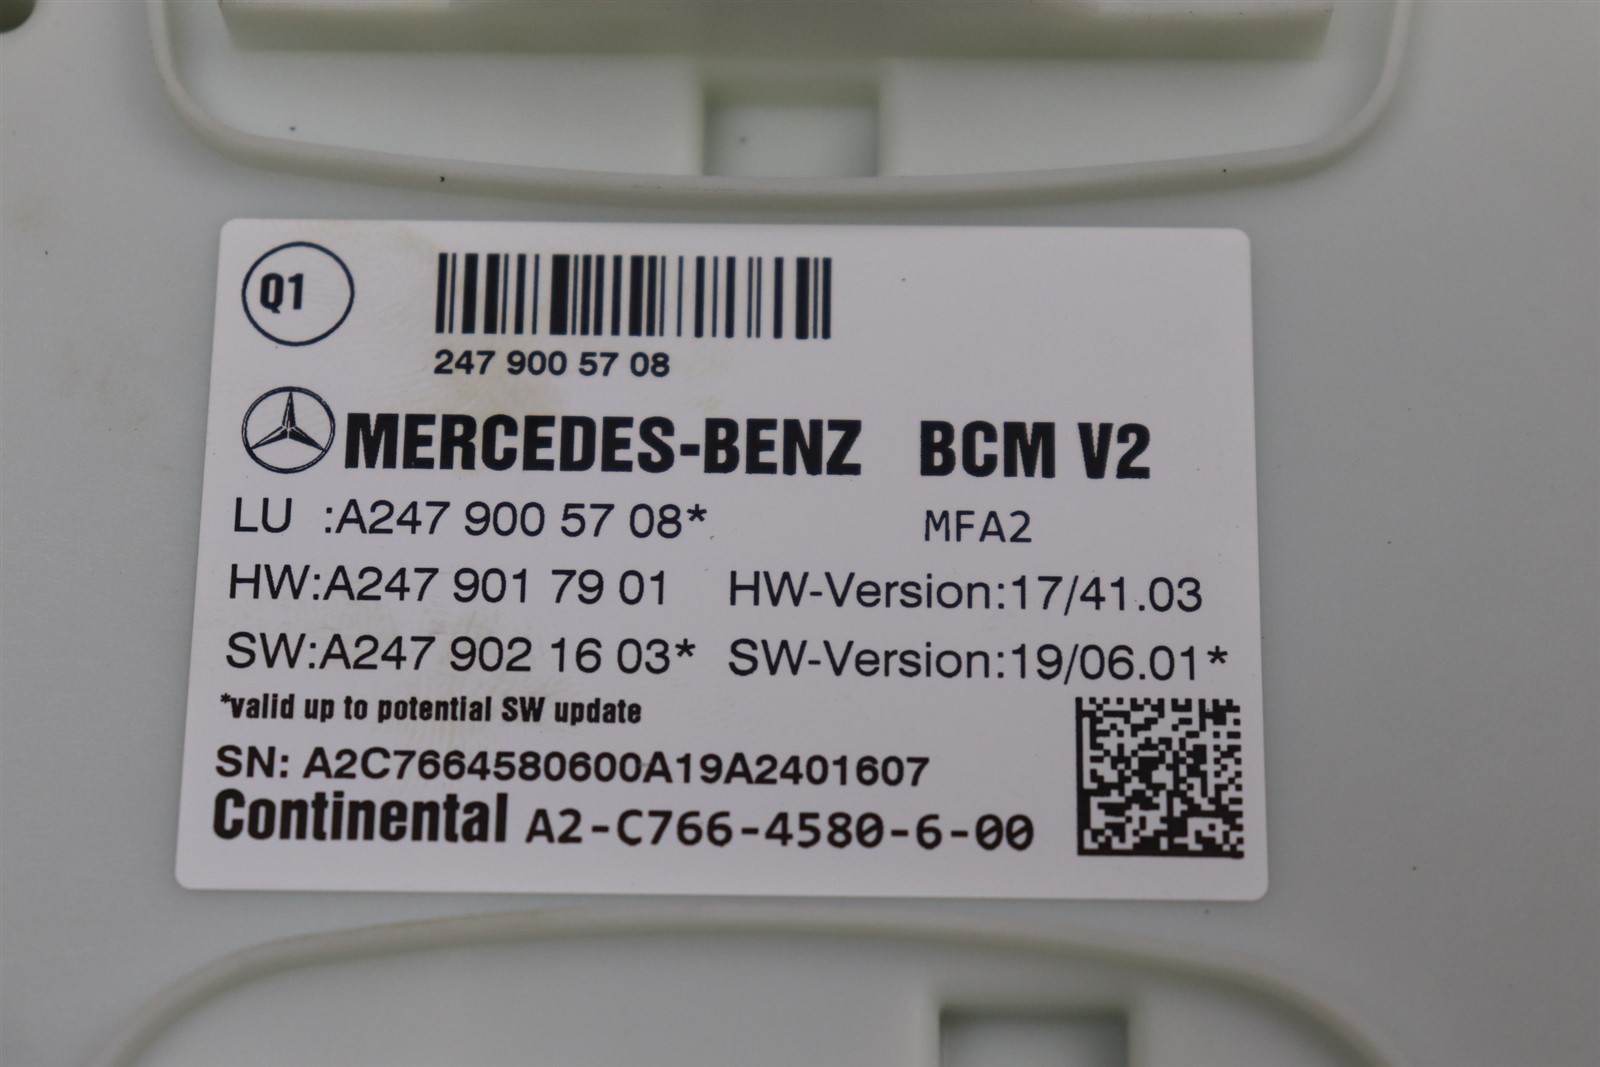 Q1
247 900 57 08
MERCEDES-BENZ BCM V2
LU :A247 900 57 08* MFA2
HW:A247 901 79 01 HW-Version:17/41.03
SW:A247 902 16 03* SW-Version:19/06.01*
*valid up to potential SW update
SN: A2C7664580600A19A2401607
Continental A2-C766-4580-6-00